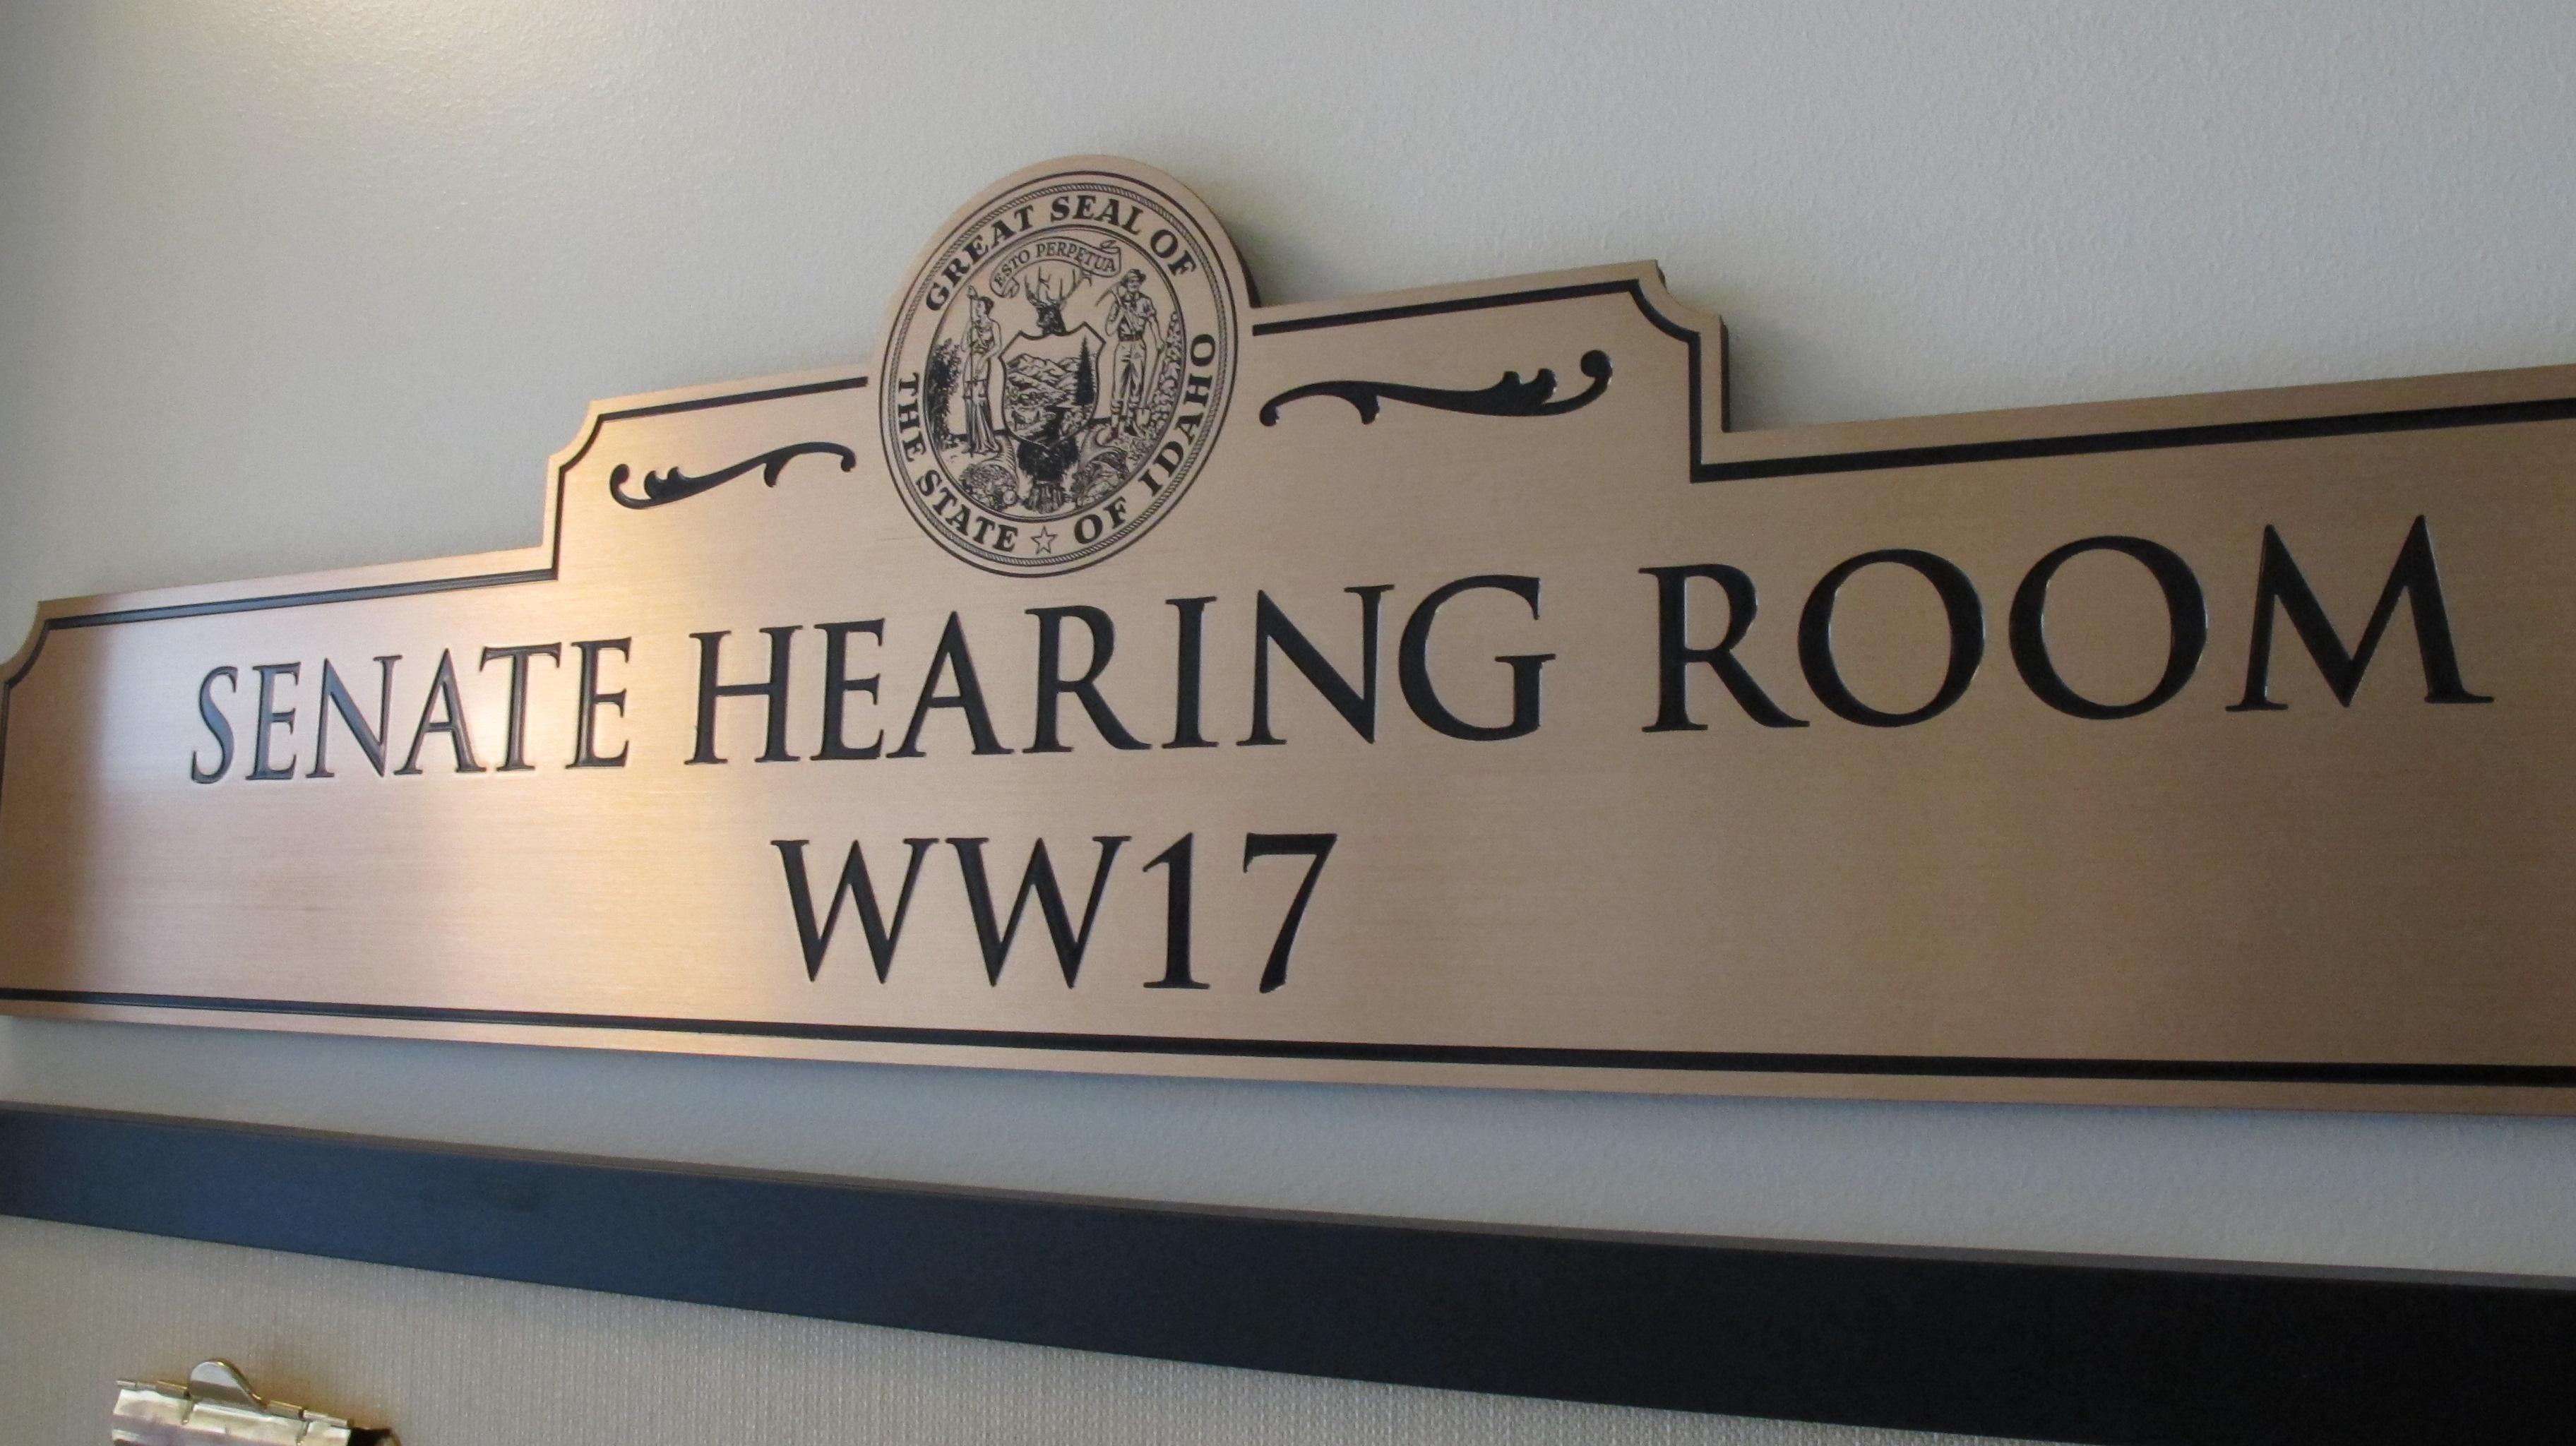 GREAT SEAL OF
ESTO PERPETUA
THE STATE ☆ OF IDAHO
SENATE HEARING ROOM
WW17